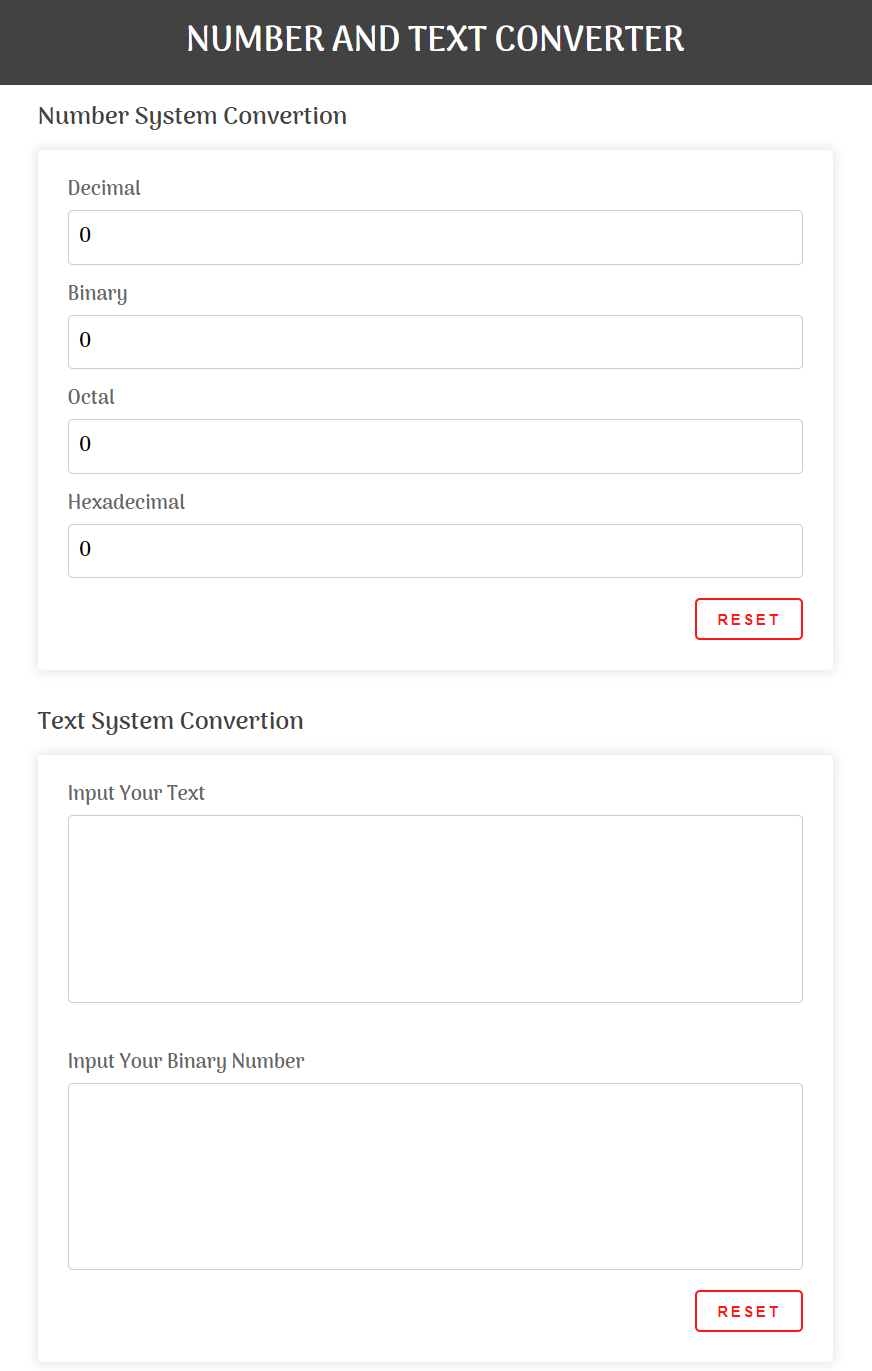 NUMBER AND TEXT CONVERTER
Number System Convertion
Decimal
0
Binary
0
Octal
0
Hexadecimal
0
RESET
Text System Convertion
Input Your Text
Input Your Binary Number
RESET